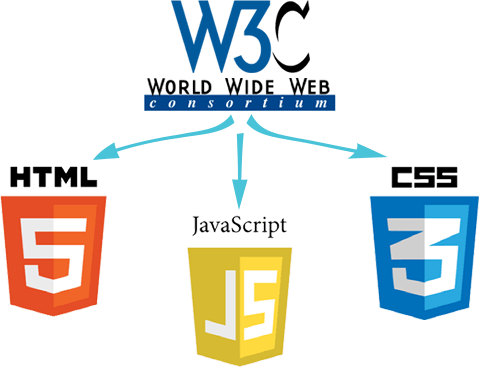 W3C
WORLD WIDE WEB
consortium
HTML
5
JavaScript
JS
CSS
3